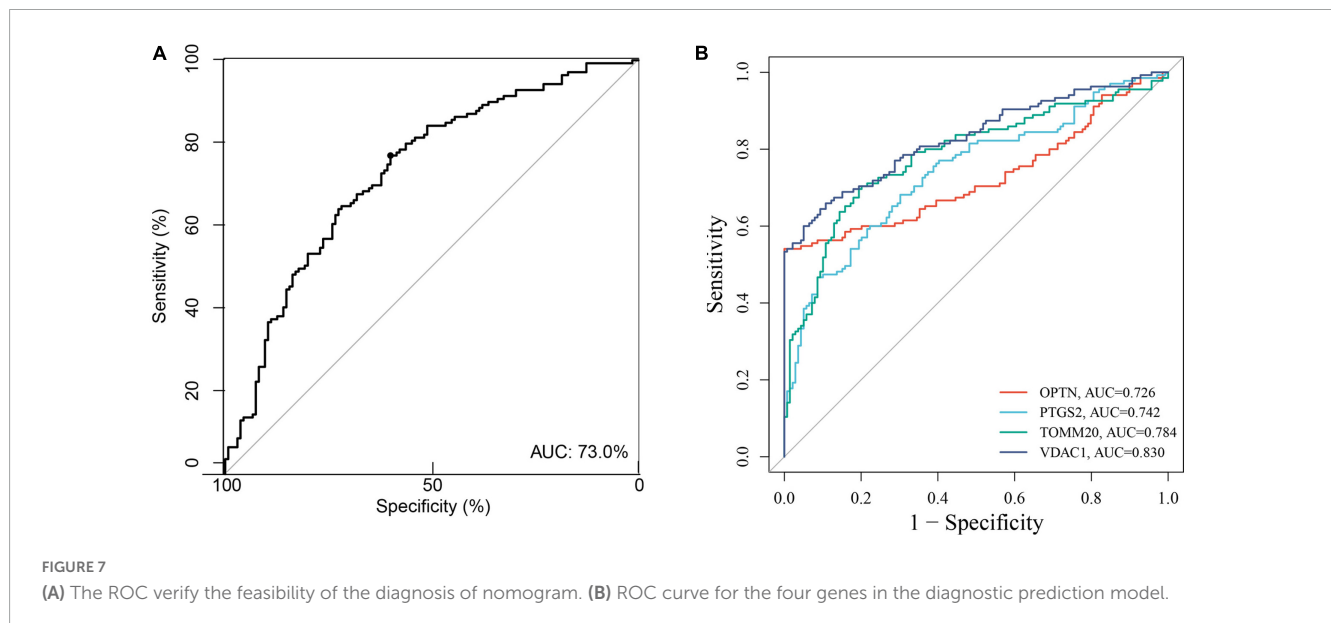 A
100
80
60
40
20
0
Sensitivity (%)
AUC: 73.0%
100
50
0
Specificity (%)
B
1.0
0.8
0.6
0.4
0.2
0.0
Sensitivity
OPTN, AUC=0.726
PTGS2, AUC=0.742
TOMM20, AUC=0.784
VDAC1, AUC=0.830
0.0 0.2 0.4 0.6 0.8 1.0
1 − Specificity
FIGURE 7
(A) The ROC verify the feasibility of the diagnosis of nomogram. (B) ROC curve for the four genes in the diagnostic prediction model.